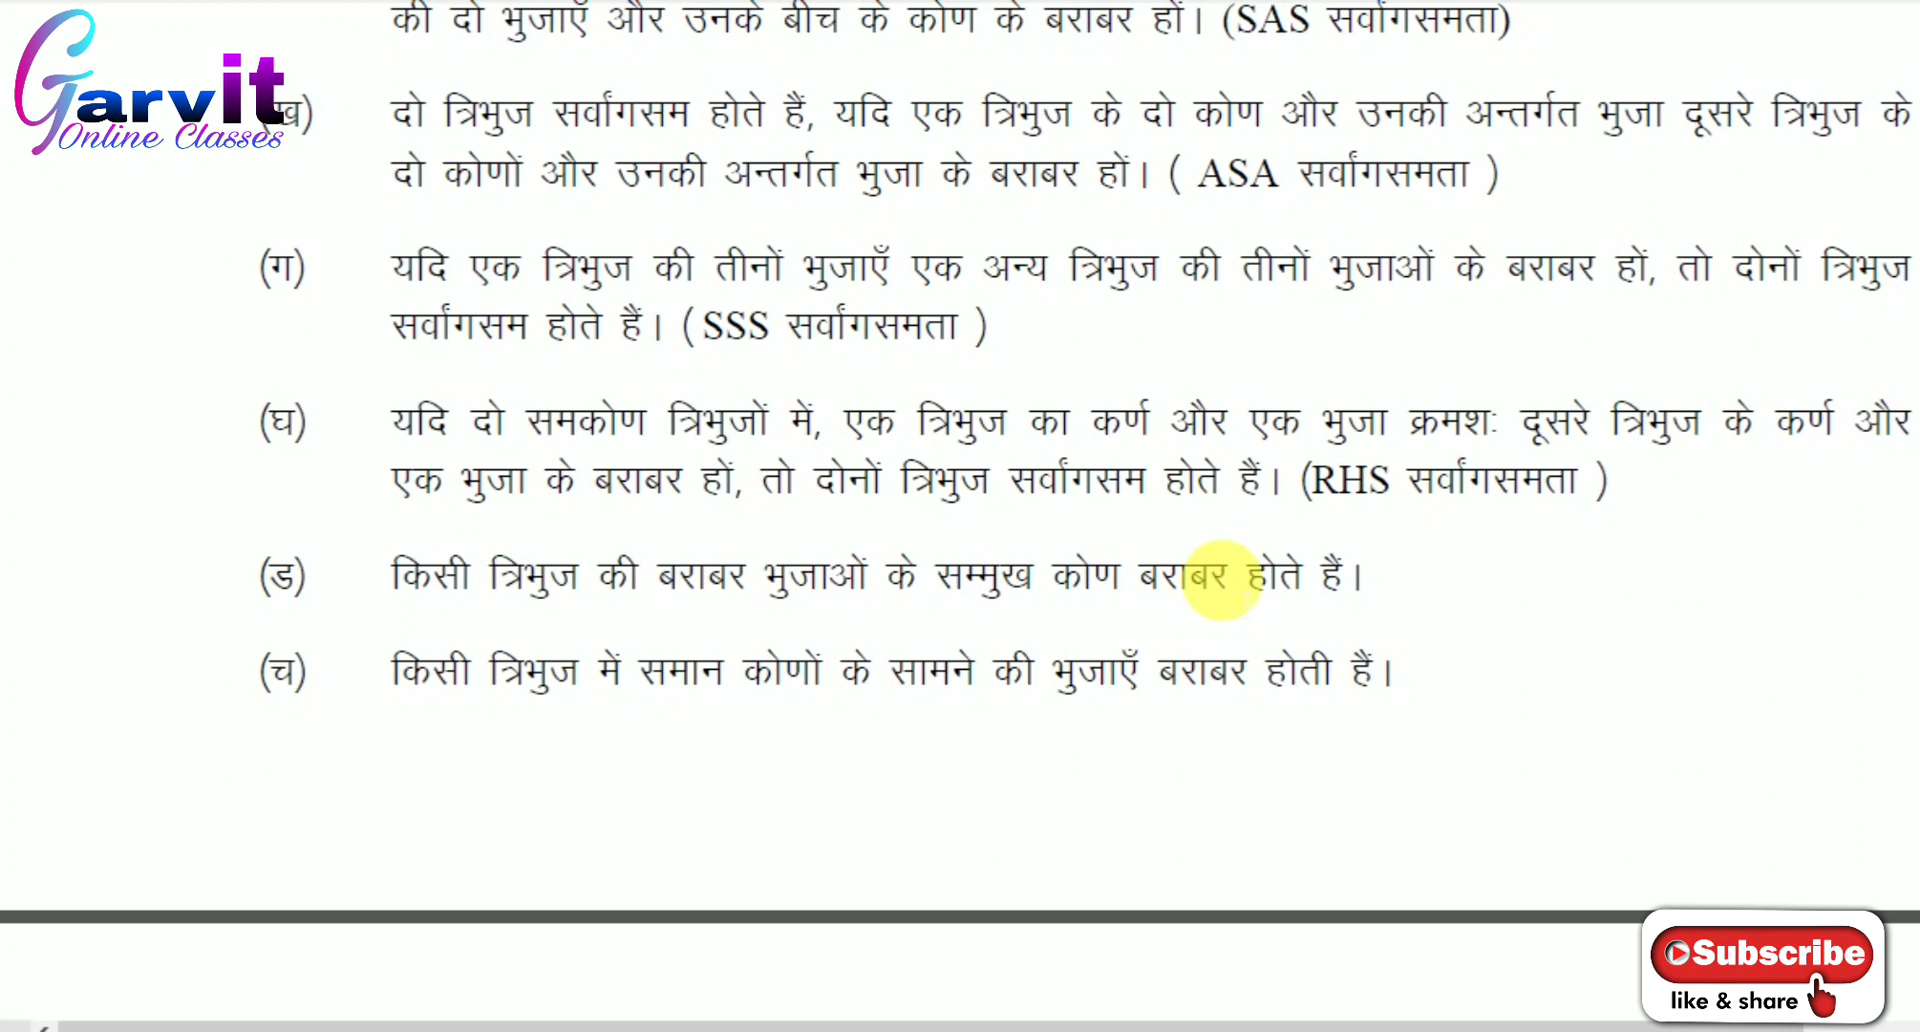 की दो भुजाएँ और उनके बीच के कोण के बराबर हों। (SAS सर्वांगसमता)
Garvit
Online Classes
(ख) दो त्रिभुज सर्वांगसम होते हैं, यदि एक त्रिभुज के दो कोण और उनकी अन्तर्गत भुजा दूसरे त्रिभुज के
दो कोणों और उनकी अन्तर्गत भुजा के बराबर हों। ( ASA सर्वांगसमता )
(ग) यदि एक त्रिभुज की तीनों भुजाएँ एक अन्य त्रिभुज की तीनों भुजाओं के बराबर हों, तो दोनों त्रिभुज
सर्वांगसम होते हैं। ( SSS सर्वांगसमता )
(घ) यदि दो समकोण त्रिभुजों में, एक त्रिभुज का कर्ण और एक भुजा क्रमशः दूसरे त्रिभुज के कर्ण और
एक भुजा के बराबर हों, तो दोनों त्रिभुज सर्वांगसम होते हैं। (RHS सर्वांगसमता )
(ड) किसी त्रिभुज की बराबर भुजाओं के सम्मुख कोण बराबर होते हैं।
(च) किसी त्रिभुज में समान कोणों के सामने की भुजाएँ बराबर होती हैं।
Subscribe
like & share